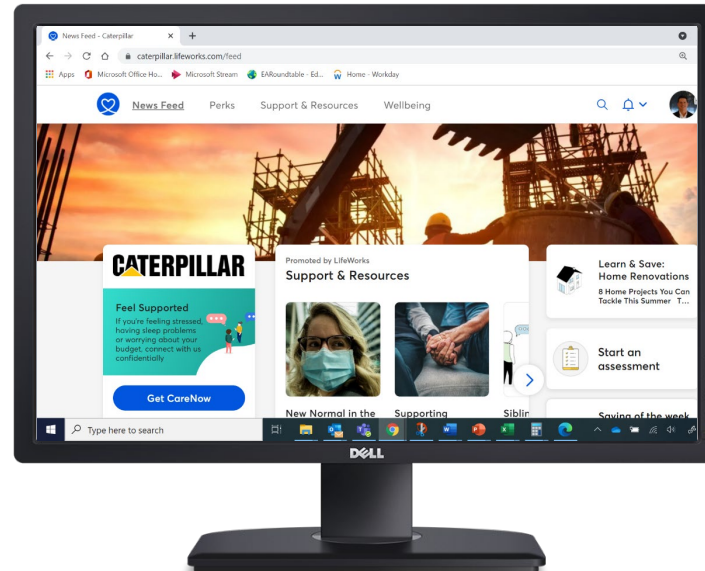 News Feed - Caterpillar
caterpillar.lifeworks.com/feed
Apps Microsoft Office Ho... Microsoft Stream EARoundtable - Ed... Home - Workday
News Feed Perks Support & Resources Wellbeing
CATERPILLAR
Feel Supported
If you're feeling stressed,
having sleep problems
or worrying about your
budget, connect with us
confidentially
Get CareNow
Promoted by LifeWorks
Support & Resources
New Normal in the
Supporting
Siblin
Learn & Save:
Home Renovations
8 Home Projects You Can
Tackle This Summer T...
Start an
assessment
Saving of the week
Type here to search
DELL